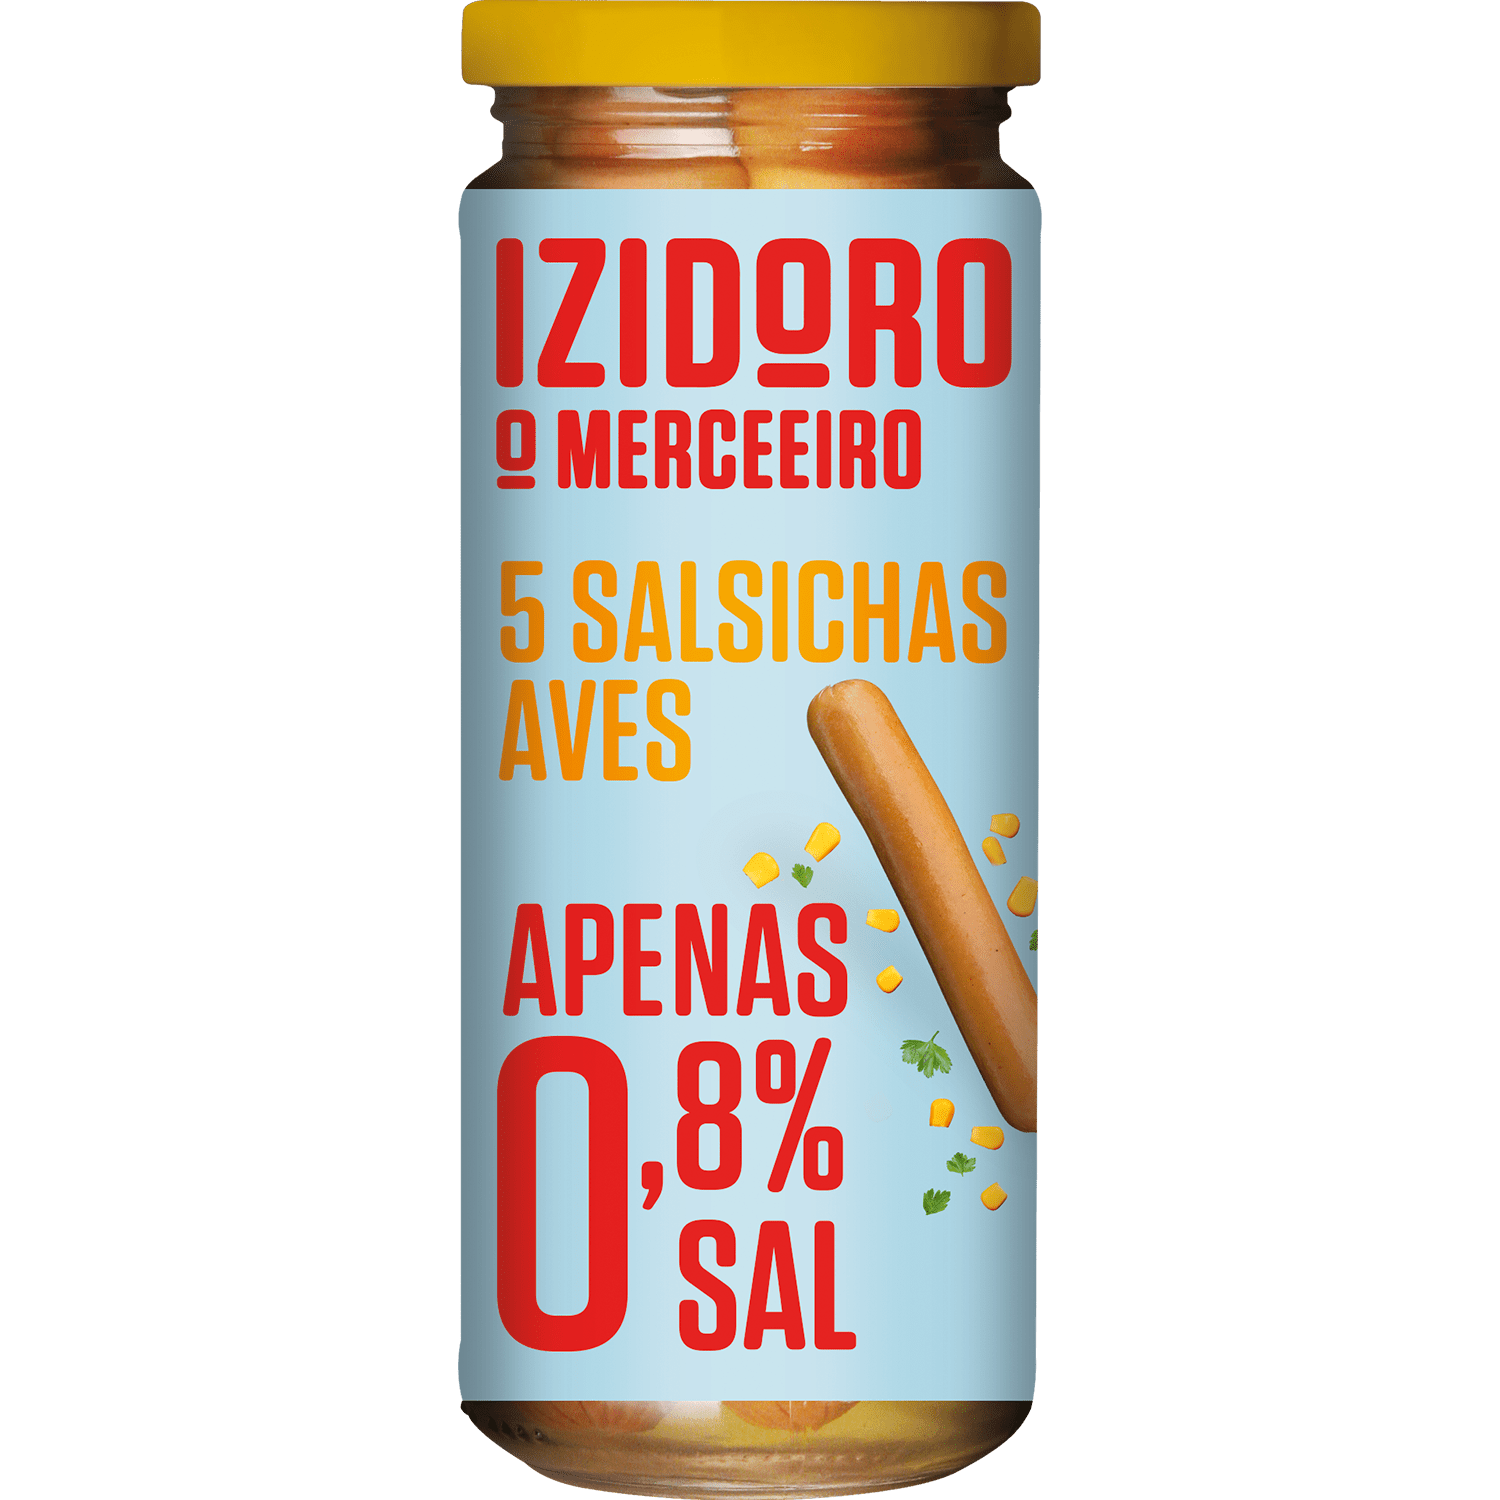 IZIDORO
O MERCEEIRO
5 SALSICHAS
AVES
APENAS
0,8%
SAL